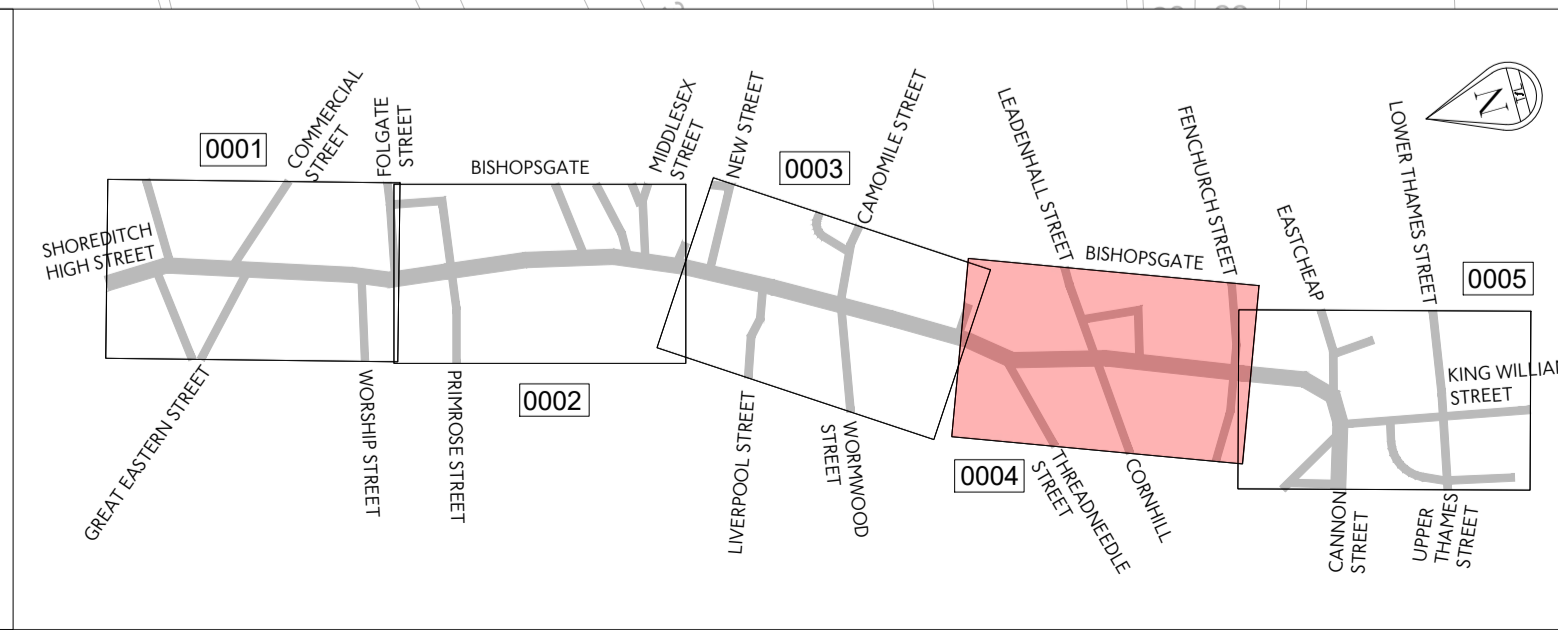 0001
COMMERCIAL
STREET
FOLGATE
STREET
BISHOPSGATE
MIDDLESEX
STREET
NEW STREET
0003
CAMOMILE STREET
LEADENHALL STREET
BISHOPSGATE
FENCHURCH STREET
EASTCHEAP
LOWER THAMES STREET
N
0005
SHOREDITCH
HIGH STREET
KING WILLIAM
STREET
GREAT EASTERN STREET
WORSHIP STREET
PRIMROSE STREET
0002
LIVERPOOL STREET
WORMWOOD
STREET
0004
THREADNEEDLE
STREET
CORNHILL
CANNON
STREET
UPPER
THAMES
STREET